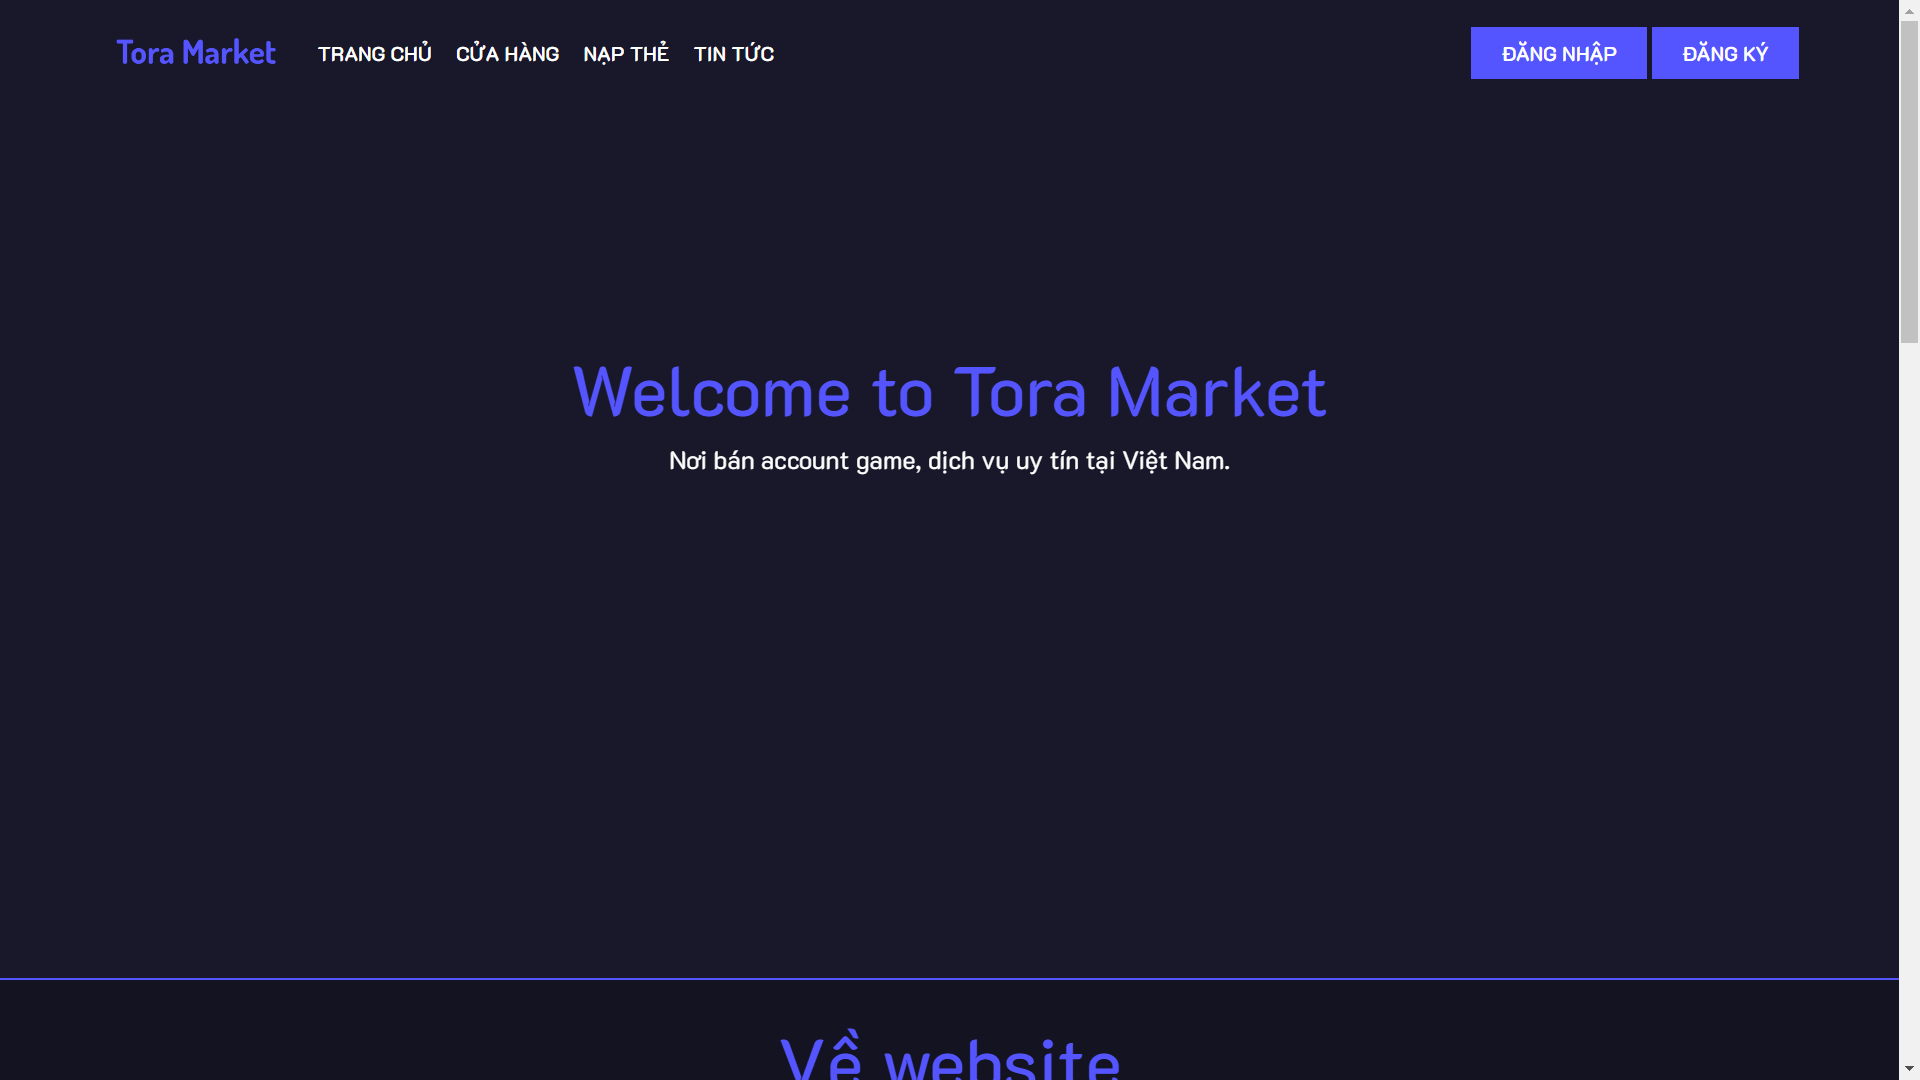 Tora Market
TRANG CHỦ
CỬA HÀNG
NẠP THẺ
TIN TỨC
ĐĂNG NHẬP
ĐĂNG KÝ
Welcome to Tora Market
Nơi bán account game, dịch vụ uy tín tại Việt Nam.
Về website